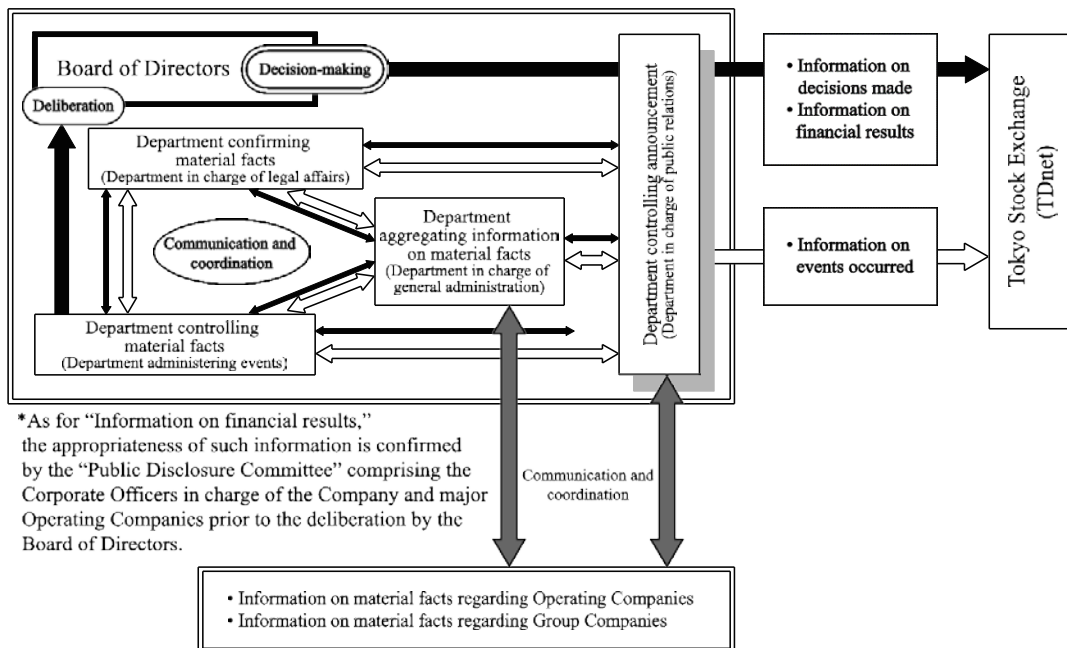 Board of Directors
Decision-making
Deliberation
Department confirming
material facts
(Department in charge of legal affairs)
Communication and
coordination
Department
aggregating information
on material facts
(Department in charge of
general administration)
Department controlling
material facts
(Department administering events)
Department controlling announcement
(Department in charge of public relations)
• Information on
decisions made
• Information on
financial results
• Information on
events occurred
Tokyo Stock Exchange
(TDnet)
*As for “Information on financial results,”
the appropriateness of such information is confirmed
by the “Public Disclosure Committee” comprising the
Corporate Officers in charge of the Company and major
Operating Companies prior to the deliberation by the
Board of Directors.
Communication and
coordination
• Information on material facts regarding Operating Companies
• Information on material facts regarding Group Companies